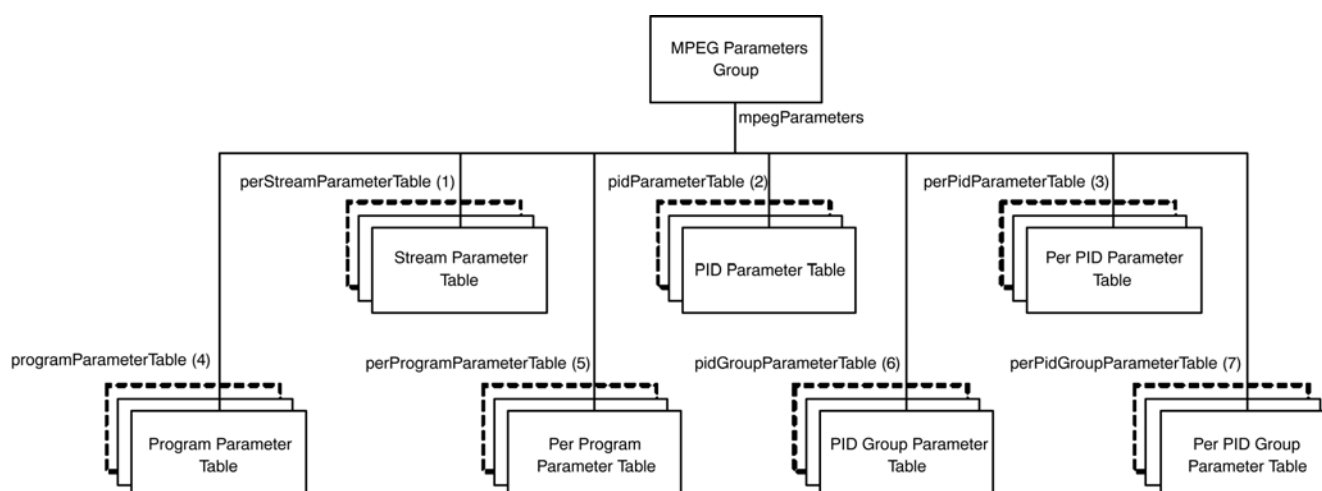 MPEG Parameters
Group
mpegParameters
perStreamParameterTable (1)
pidParameterTable (2)
perPidParameterTable (3)
Stream Parameter
Table
PID Parameter Table
Per PID Parameter
Table
programParameterTable (4)
perProgramParameterTable (5)
pidGroupParameterTable (6)
perPidGroupParameterTable (7)
Program Parameter
Table
Per Program
Parameter Table
PID Group Parameter
Table
Per PID Group
Parameter Table